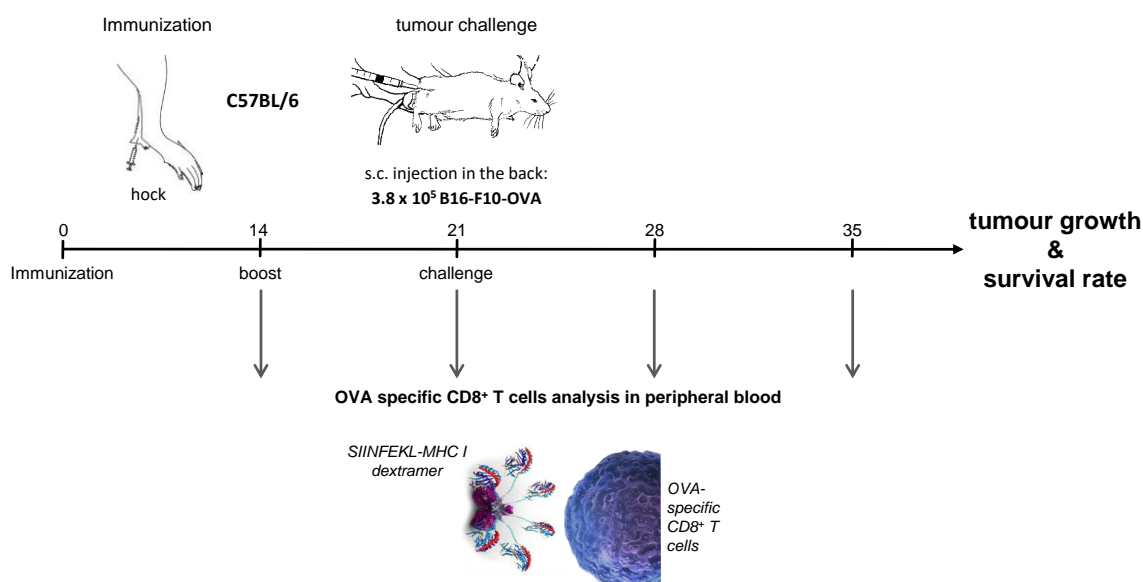 Immunization
tumour challenge
C57BL/6
hock
s.c. injection in the back:
3.8 x 10⁵ B16-F10-OVA
0
14
21
28
35
Immunization
boost
challenge
tumour growth
&
survival rate
OVA specific CD8⁺ T cells analysis in peripheral blood
SIINFEKL-MHC I
dextramer
OVA-
specific
CD8⁺ T
cells